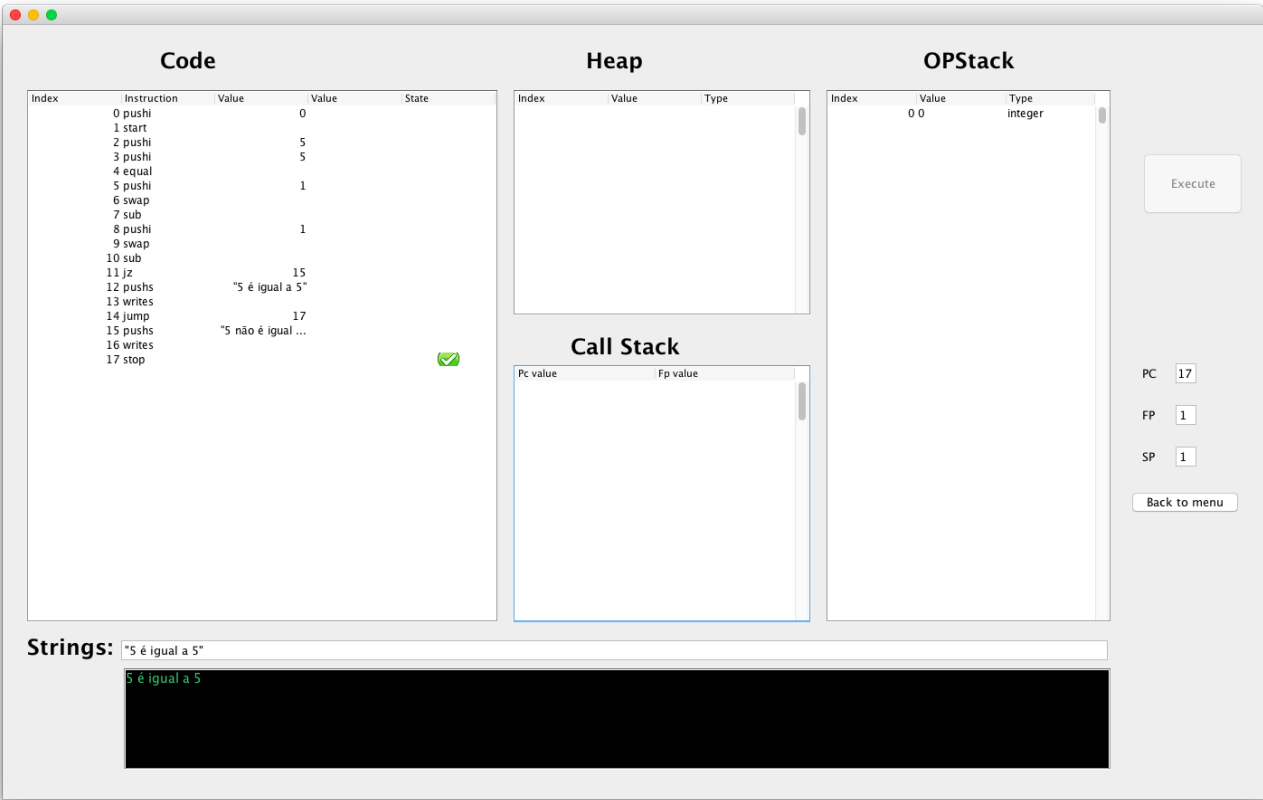 Code
Heap
OPStack
Index Instruction Value Value State
0 pushi 0
1 start
2 pushi 5
3 pushi 5
4 equal
5 pushi 1
6 swap
7 sub
8 pushi 1
9 swap
10 sub
11 jz 15
12 pushs "5 é igual a 5"
13 writes
14 jump 17
15 pushs "5 não é igual ...
16 writes
17 stop
Index Value Type
Call Stack
Pc value Fp value
Index Value Type
0 0 integer
Execute
PC 17
FP 1
SP 1
Back to menu
Strings: "5 é igual a 5"
5 é igual a 5